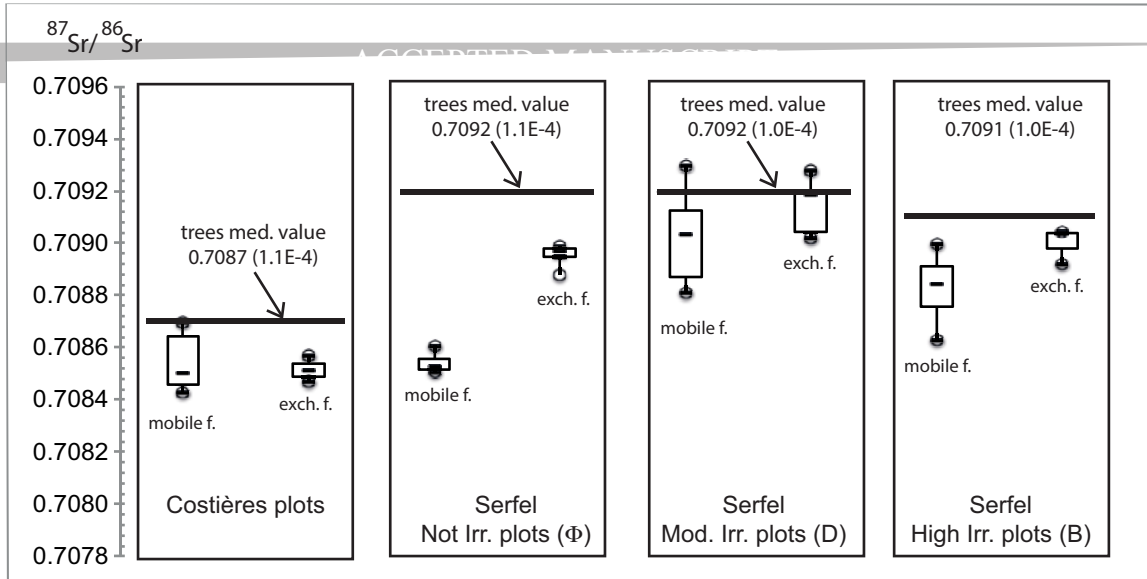 87Sr/86Sr
ACCEPTED MANUSCRIPT
0.7096
0.7094
0.7092
0.7090
0.7088
0.7086
0.7084
0.7082
0.7080
0.7078
trees med. value
0.7087 (1.1E-4)
mobile f.
exch. f.
Costières plots
trees med. value
0.7092 (1.1E-4)
exch. f.
mobile f.
Serfel
Not Irr. plots (Φ)
trees med. value
0.7092 (1.0E-4)
exch. f.
mobile f.
Serfel
Mod. Irr. plots (D)
trees med. value
0.7091 (1.0E-4)
exch. f.
mobile f.
Serfel
High Irr. plots (B)